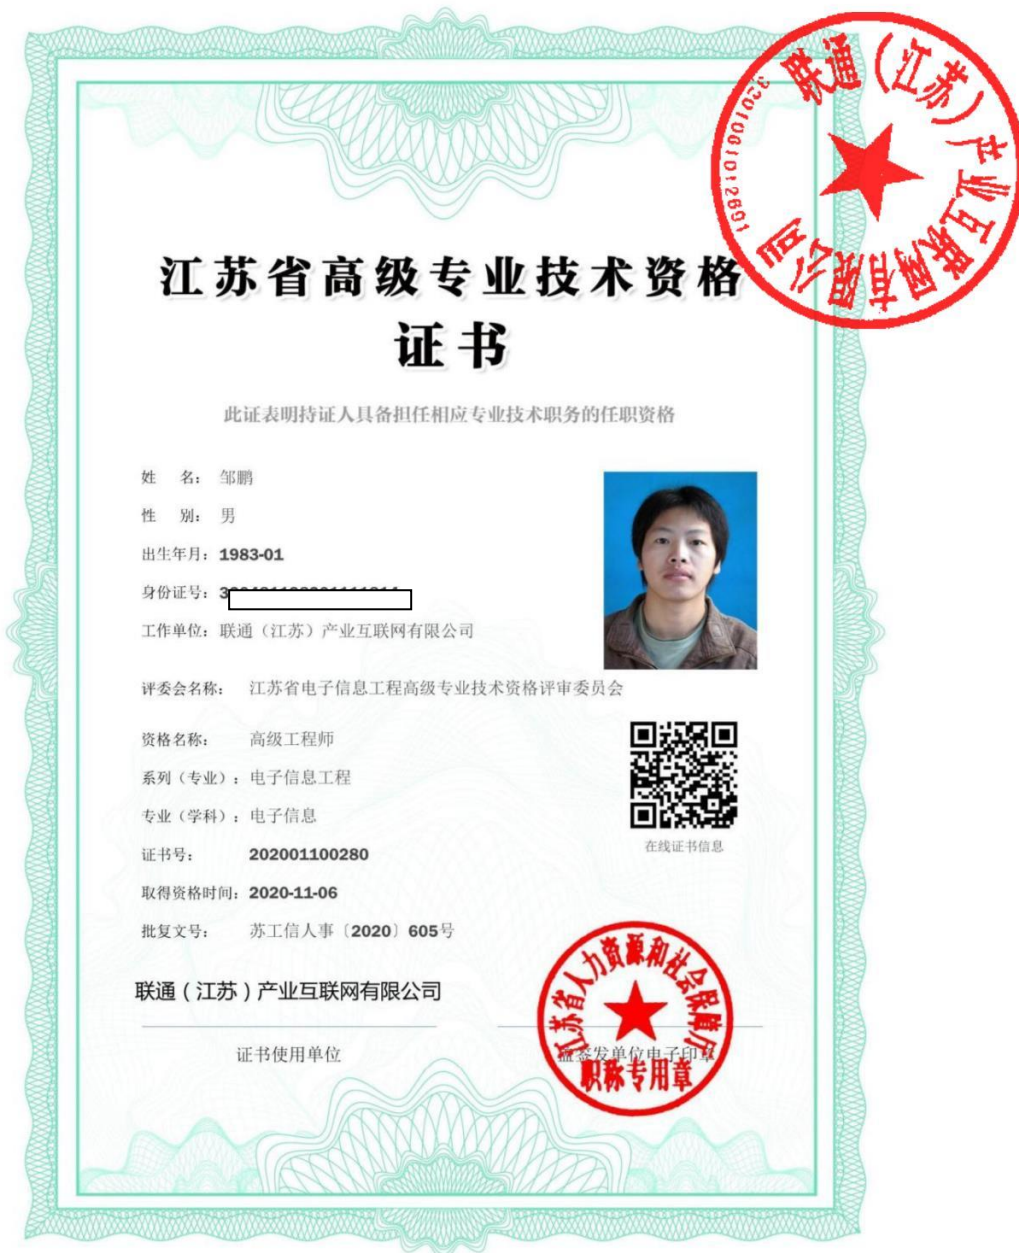 联通（江苏）产业互联网有限公司
江苏省高级专业技术资格
证书
此证表明持证人具备担任相应专业技术职务的任职资格
姓 名： 邹鹏
性 别： 男
出生年月：1983-01
身份证号：
工作单位：联通（江苏）产业互联网有限公司
评委会名称： 江苏省电子信息工程高级专业技术资格评审委员会
资格名称： 高级工程师
系列（专业）：电子信息工程
专业（学科）：电子信息
证书号： 202001100280
取得资格时间：2020-11-06
批复文号： 苏工信人事〔2020〕605号
在线证书信息
联通（江苏）产业互联网有限公司
证书使用单位
江苏省人力资源和社会保障厅
签发单位电子印章
职称专用章